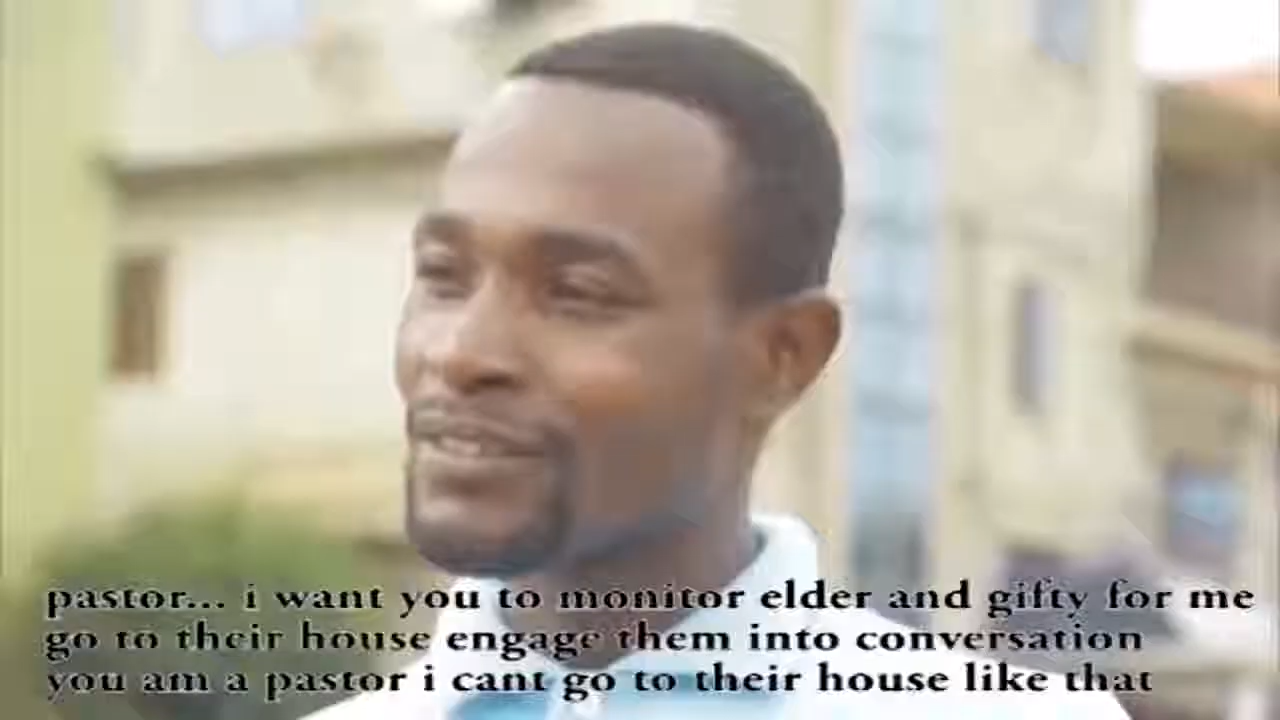 pastor... i want you to monitor elder and gifty for me
go to their house engage them into conversation
you am a pastor i cant go to their house like that